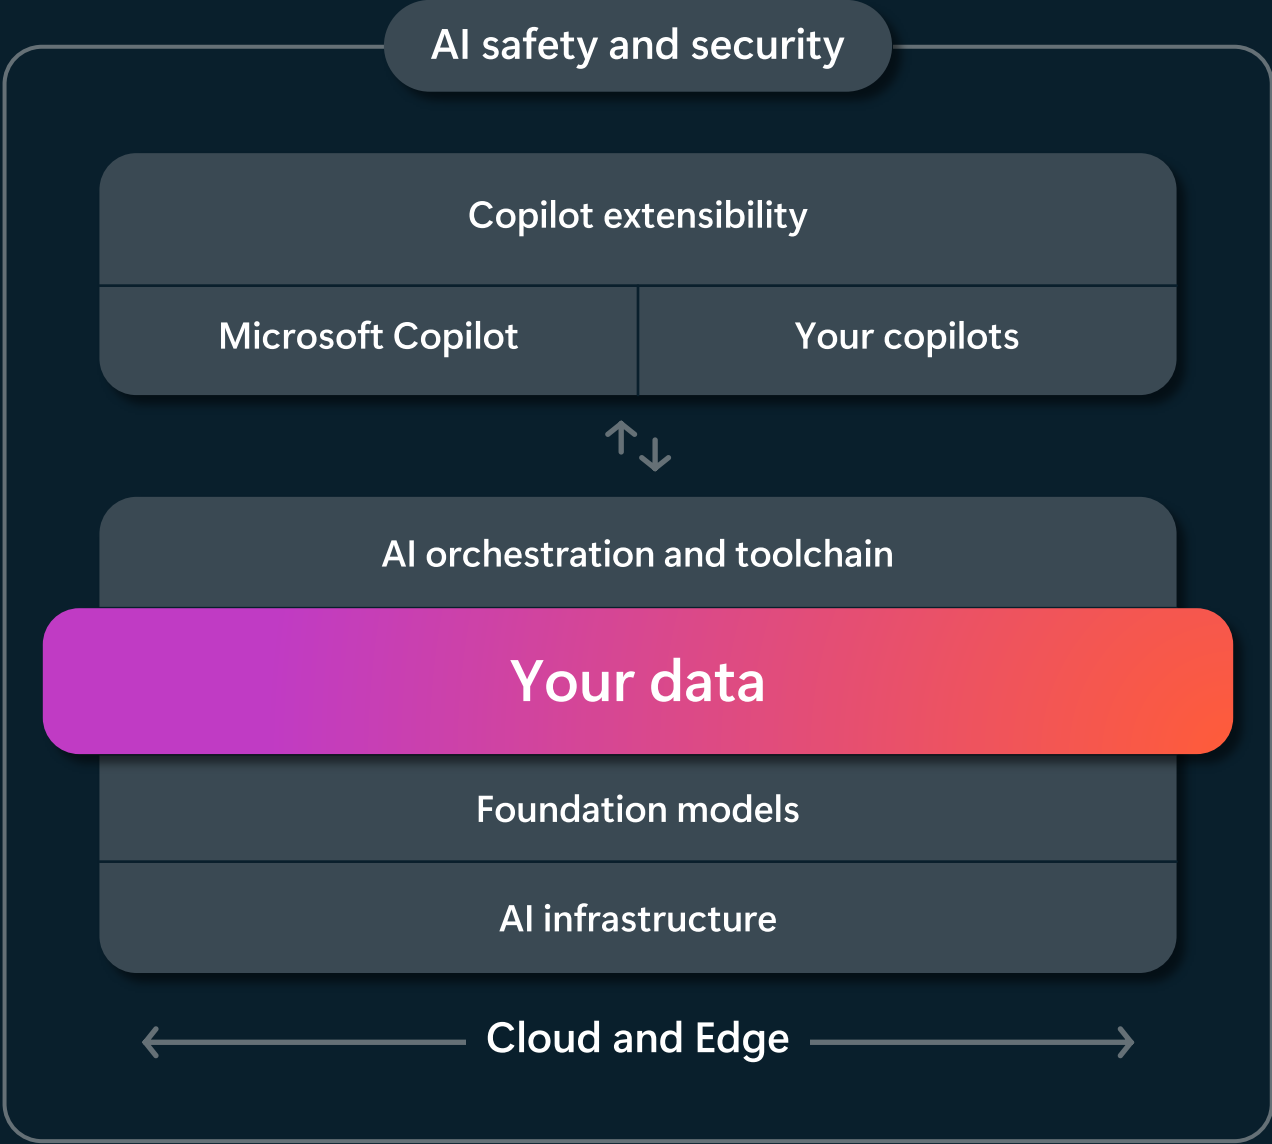 AI safety and security
Copilot extensibility
Microsoft Copilot
Your copilots
AI orchestration and toolchain
Your data
Foundation models
AI infrastructure
Cloud and Edge